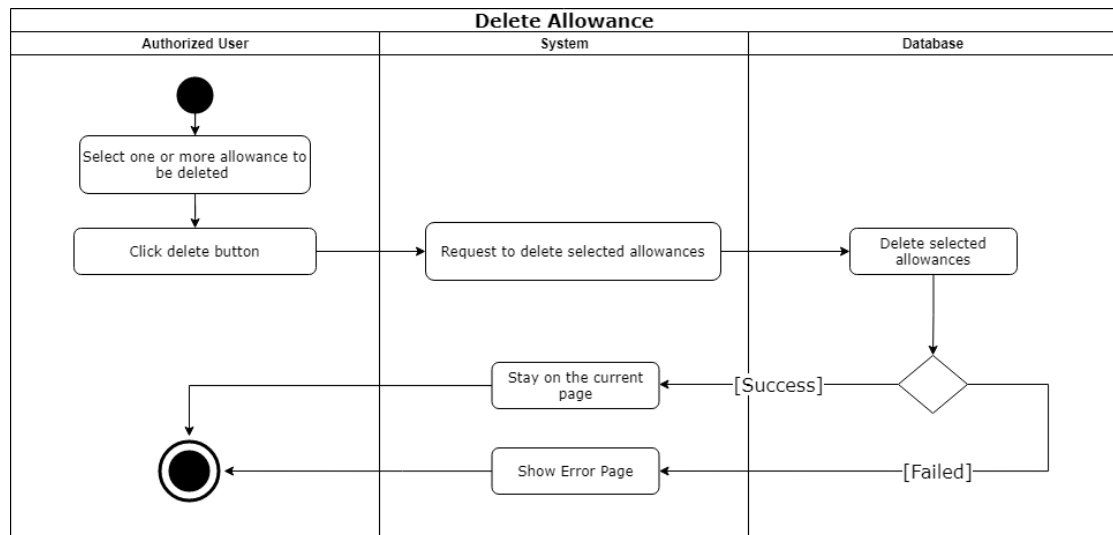 Delete Allowance
Authorized User
System
Database
Select one or more allowance to
be deleted
Click delete button
Request to delete selected allowances
Delete selected
allowances
Stay on the current
page
[Success]
Show Error Page
[Failed]